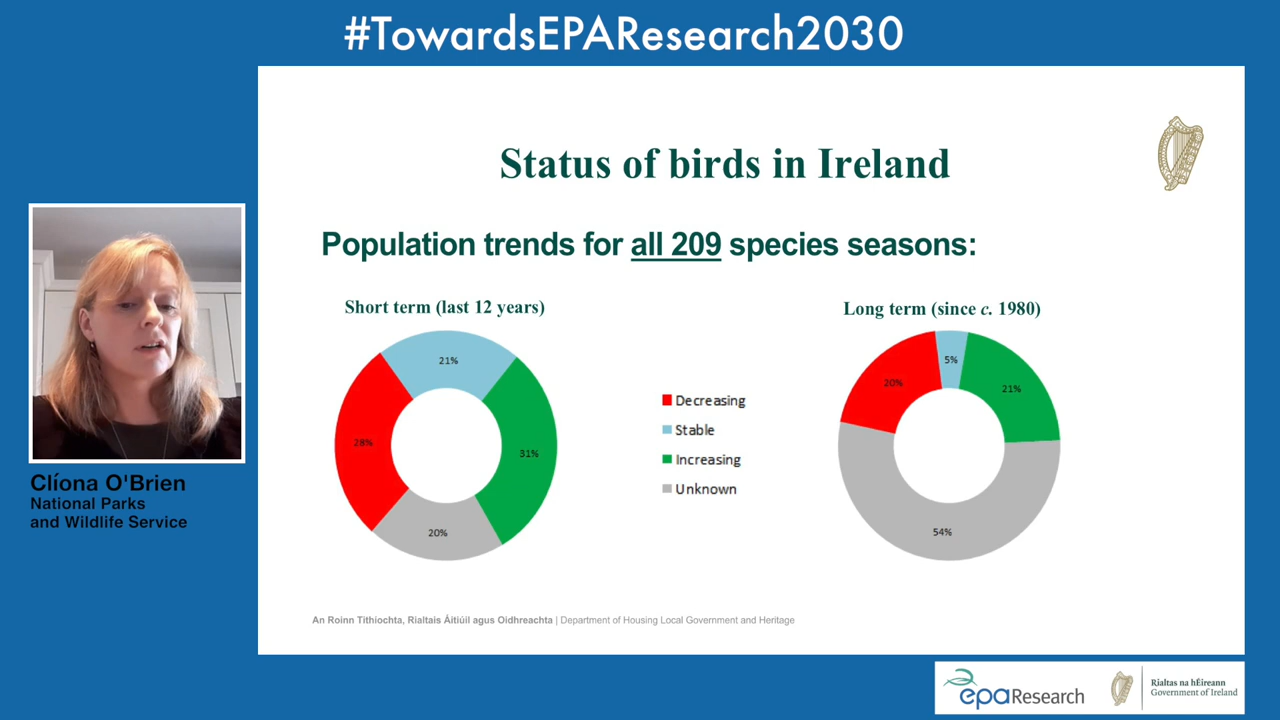 #TowardsEPAResearch2030
Status of birds in Ireland
Population trends for all 209 species seasons:
Short term (last 12 years)
21%
28%
31%
20%
Decreasing
Stable
Increasing
Unknown
Long term (since c. 1980)
5%
20%
21%
54%
Clíona O'Brien
National Parks
and Wildlife Service
An Roinn Tithíochta, Rialtais Áitiúil agus Oidhreachta | Department of Housing Local Government and Heritage
epaResearch
Rialtas na hÉireann
Government of Ireland